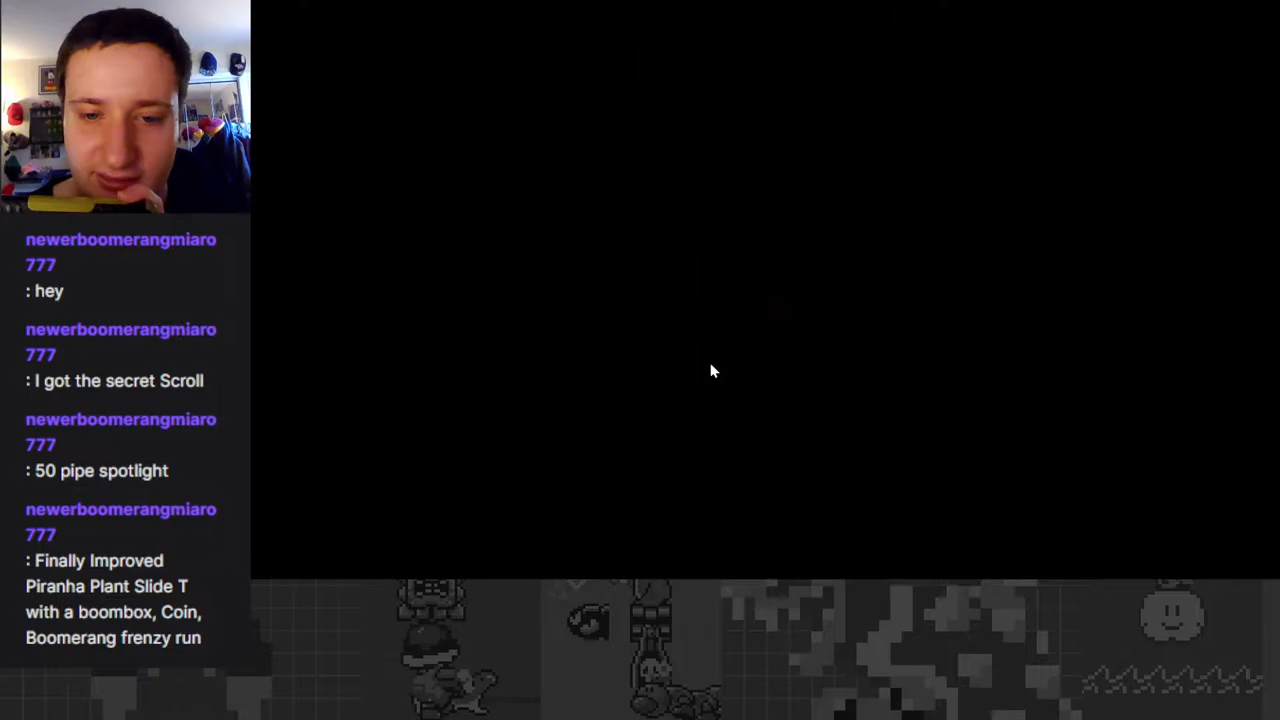 newerboomerangmiaro
777
: hey
newerboomerangmiaro
777
: I got the secret Scroll
newerboomerangmiaro
777
: 50 pipe spotlight
newerboomerangmiaro
777
: Finally Improved
Piranha Plant Slide T
with a boombox, Coin,
Boomerang frenzy run